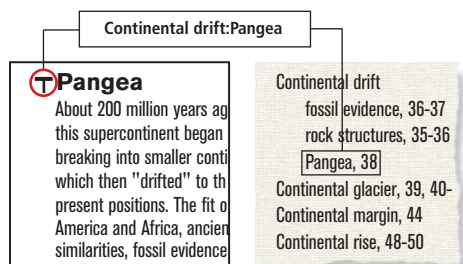 Continental drift:Pangea
Pangea
About 200 million years ag
this supercontinent began
breaking into smaller conti
which then "drifted" to th
present positions. The fit o
America and Africa, ancien
similarities, fossil evidence
Continental drift
fossil evidence, 36-37
rock structures, 35-36
Pangea, 38
Continental glacier, 39, 40-
Continental margin, 44
Continental rise, 48-50